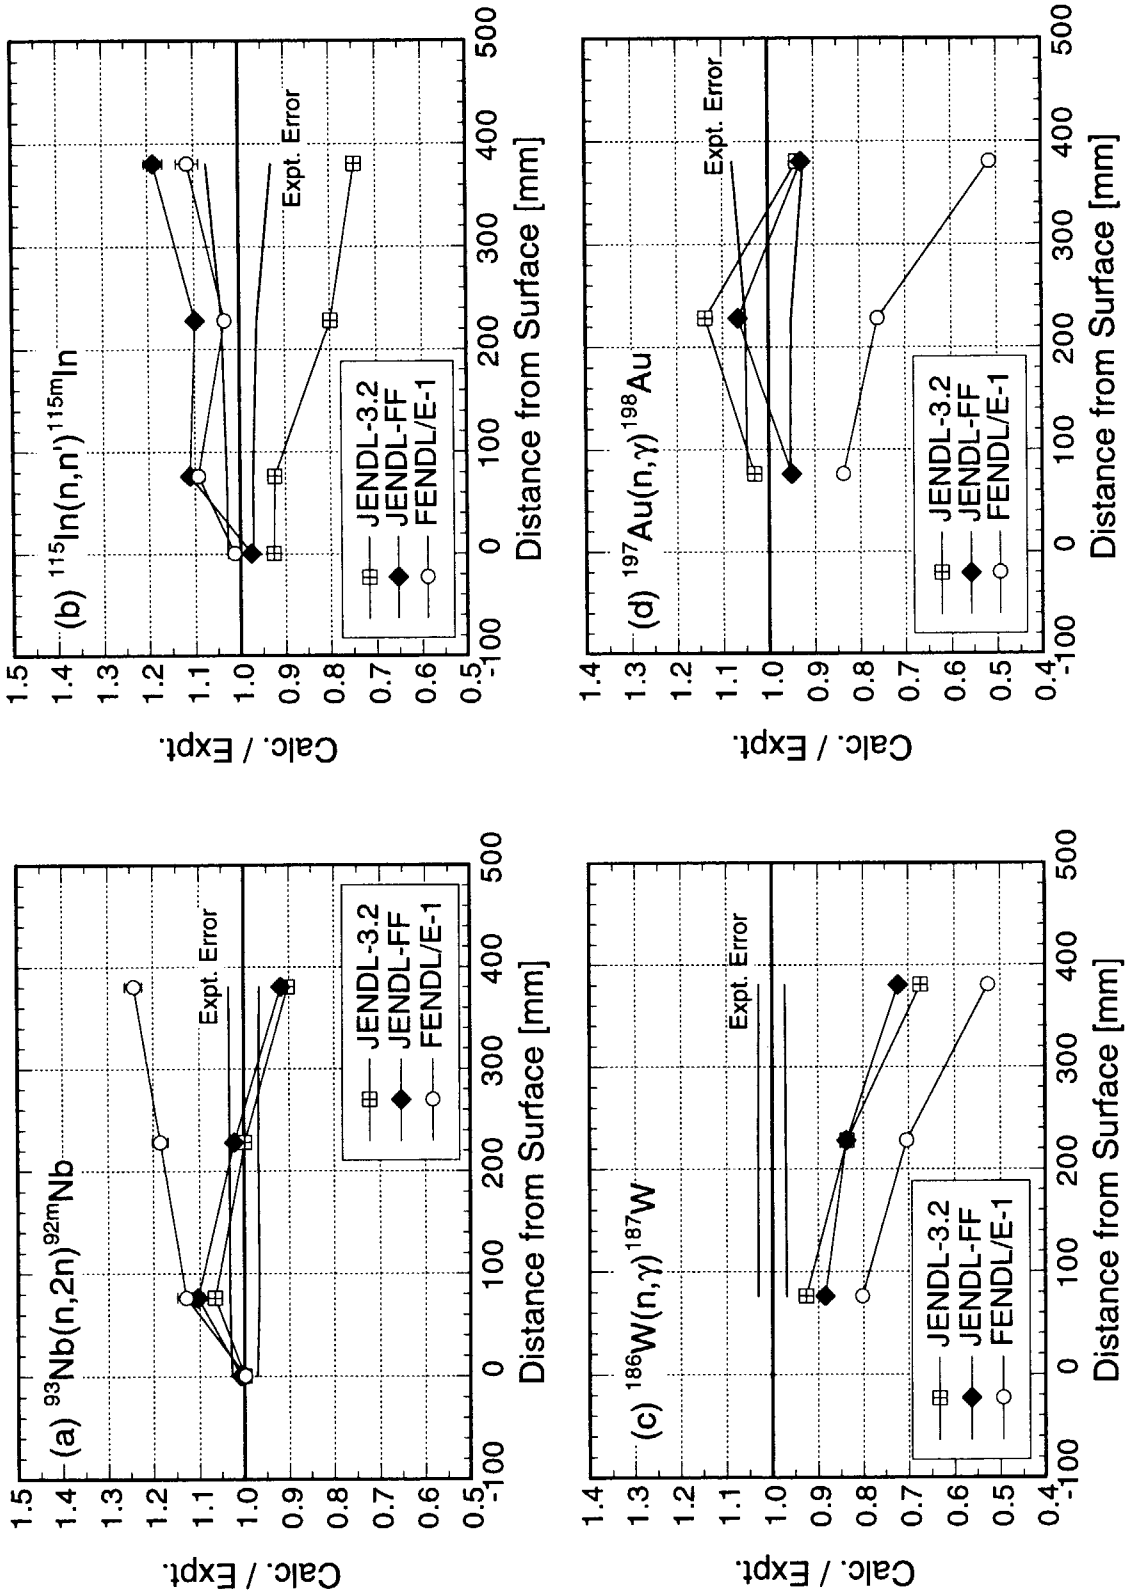 (a) ⁹³Nb(n,2n)⁹²ᵐNb
Calc. / Expt.
1.5
1.4
1.3
1.2
1.1
1.0
0.9
0.8
0.7
0.6
0.5
-100
0
100
200
300
400
500
Distance from Surface [mm]
Expt. Error
JENDL-3.2
JENDL-FF
FENDL/E-1
(b) ¹¹⁵In(n,n')¹¹⁵ᵐIn
Calc. / Expt.
1.5
1.4
1.3
1.2
1.1
1.0
0.9
0.8
0.7
0.6
0.5
-100
0
100
200
300
400
500
Distance from Surface [mm]
Expt. Error
JENDL-3.2
JENDL-FF
FENDL/E-1
(c) ¹⁸⁶W(n,γ)¹⁸⁷W
Calc. / Expt.
1.4
1.3
1.2
1.1
1.0
0.9
0.8
0.7
0.6
0.5
0.4
-100
0
100
200
300
400
500
Distance from Surface [mm]
Expt. Error
JENDL-3.2
JENDL-FF
FENDL/E-1
(d) ¹⁹⁷Au(n,γ)¹⁹⁸Au
Calc. / Expt.
1.4
1.3
1.2
1.1
1.0
0.9
0.8
0.7
0.6
0.5
0.4
-100
0
100
200
300
400
500
Distance from Surface [mm]
Expt. Error
JENDL-3.2
JENDL-FF
FENDL/E-1